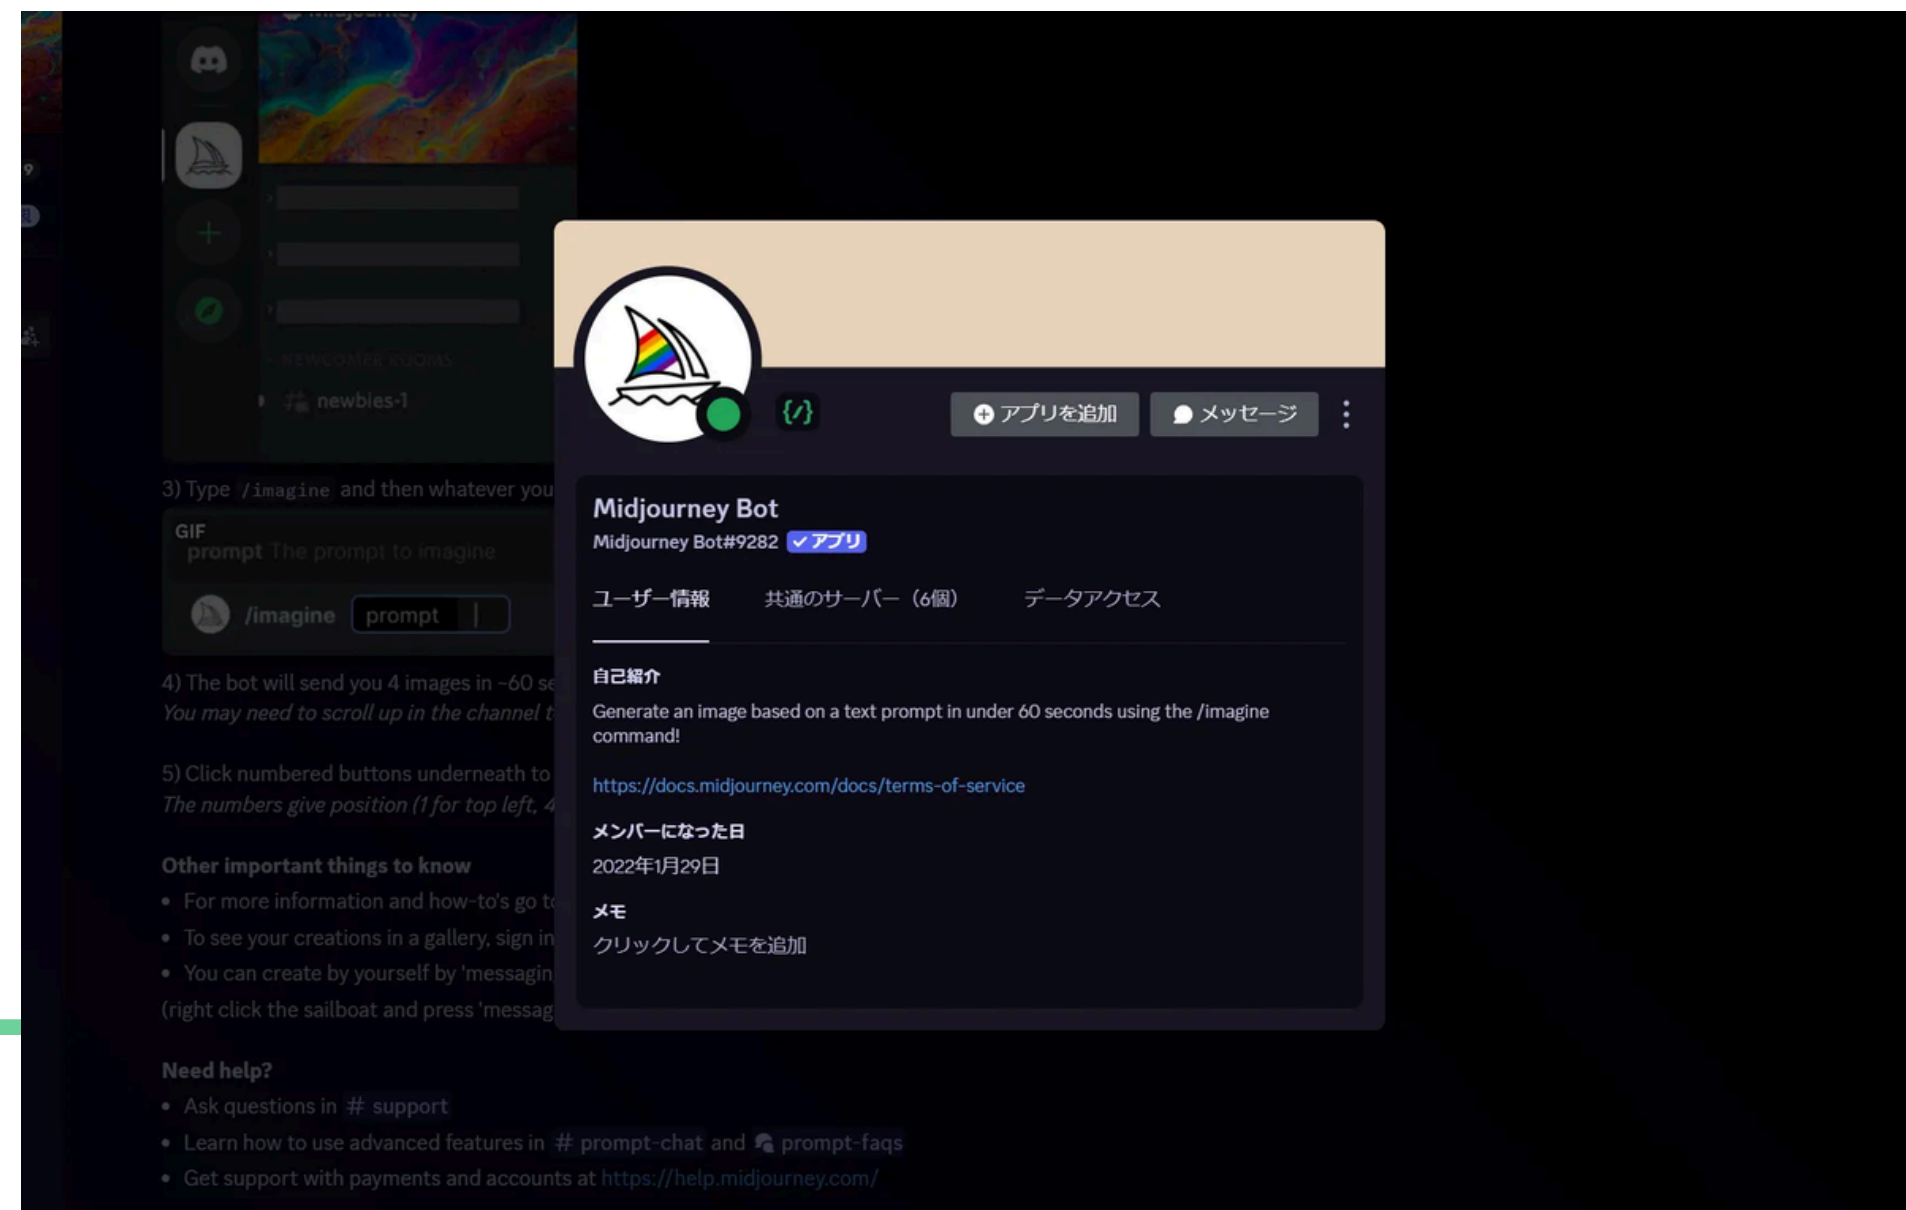 Midjourney
NEWCOMER ROOMS
newbies-1
3) Type /imagine and then whatever you
GIF
prompt The prompt to imagine
/imagine prompt
4) The bot will send you 4 images in ~60 se
You may need to scroll up in the channel t
5) Click numbered buttons underneath to
The numbers give position (1 for top left, 4
Other important things to know
• For more information and how-to's go to
• To see your creations in a gallery, sign in
• You can create by yourself by 'messagin
(right click the sailboat and press 'messag
Need help?
• Ask questions in # support
• Learn how to use advanced features in # prompt-chat and prompt-faqs
• Get support with payments and accounts at https://help.midjourney.com/
{/}
アプリを追加
メッセージ
Midjourney Bot
Midjourney Bot#9282 アプリ
ユーザー情報 共通のサーバー（6個） データアクセス
自己紹介
Generate an image based on a text prompt in under 60 seconds using the /imagine
command!
https://docs.midjourney.com/docs/terms-of-service
メンバーになった日
2022年1月29日
メモ
クリックしてメモを追加